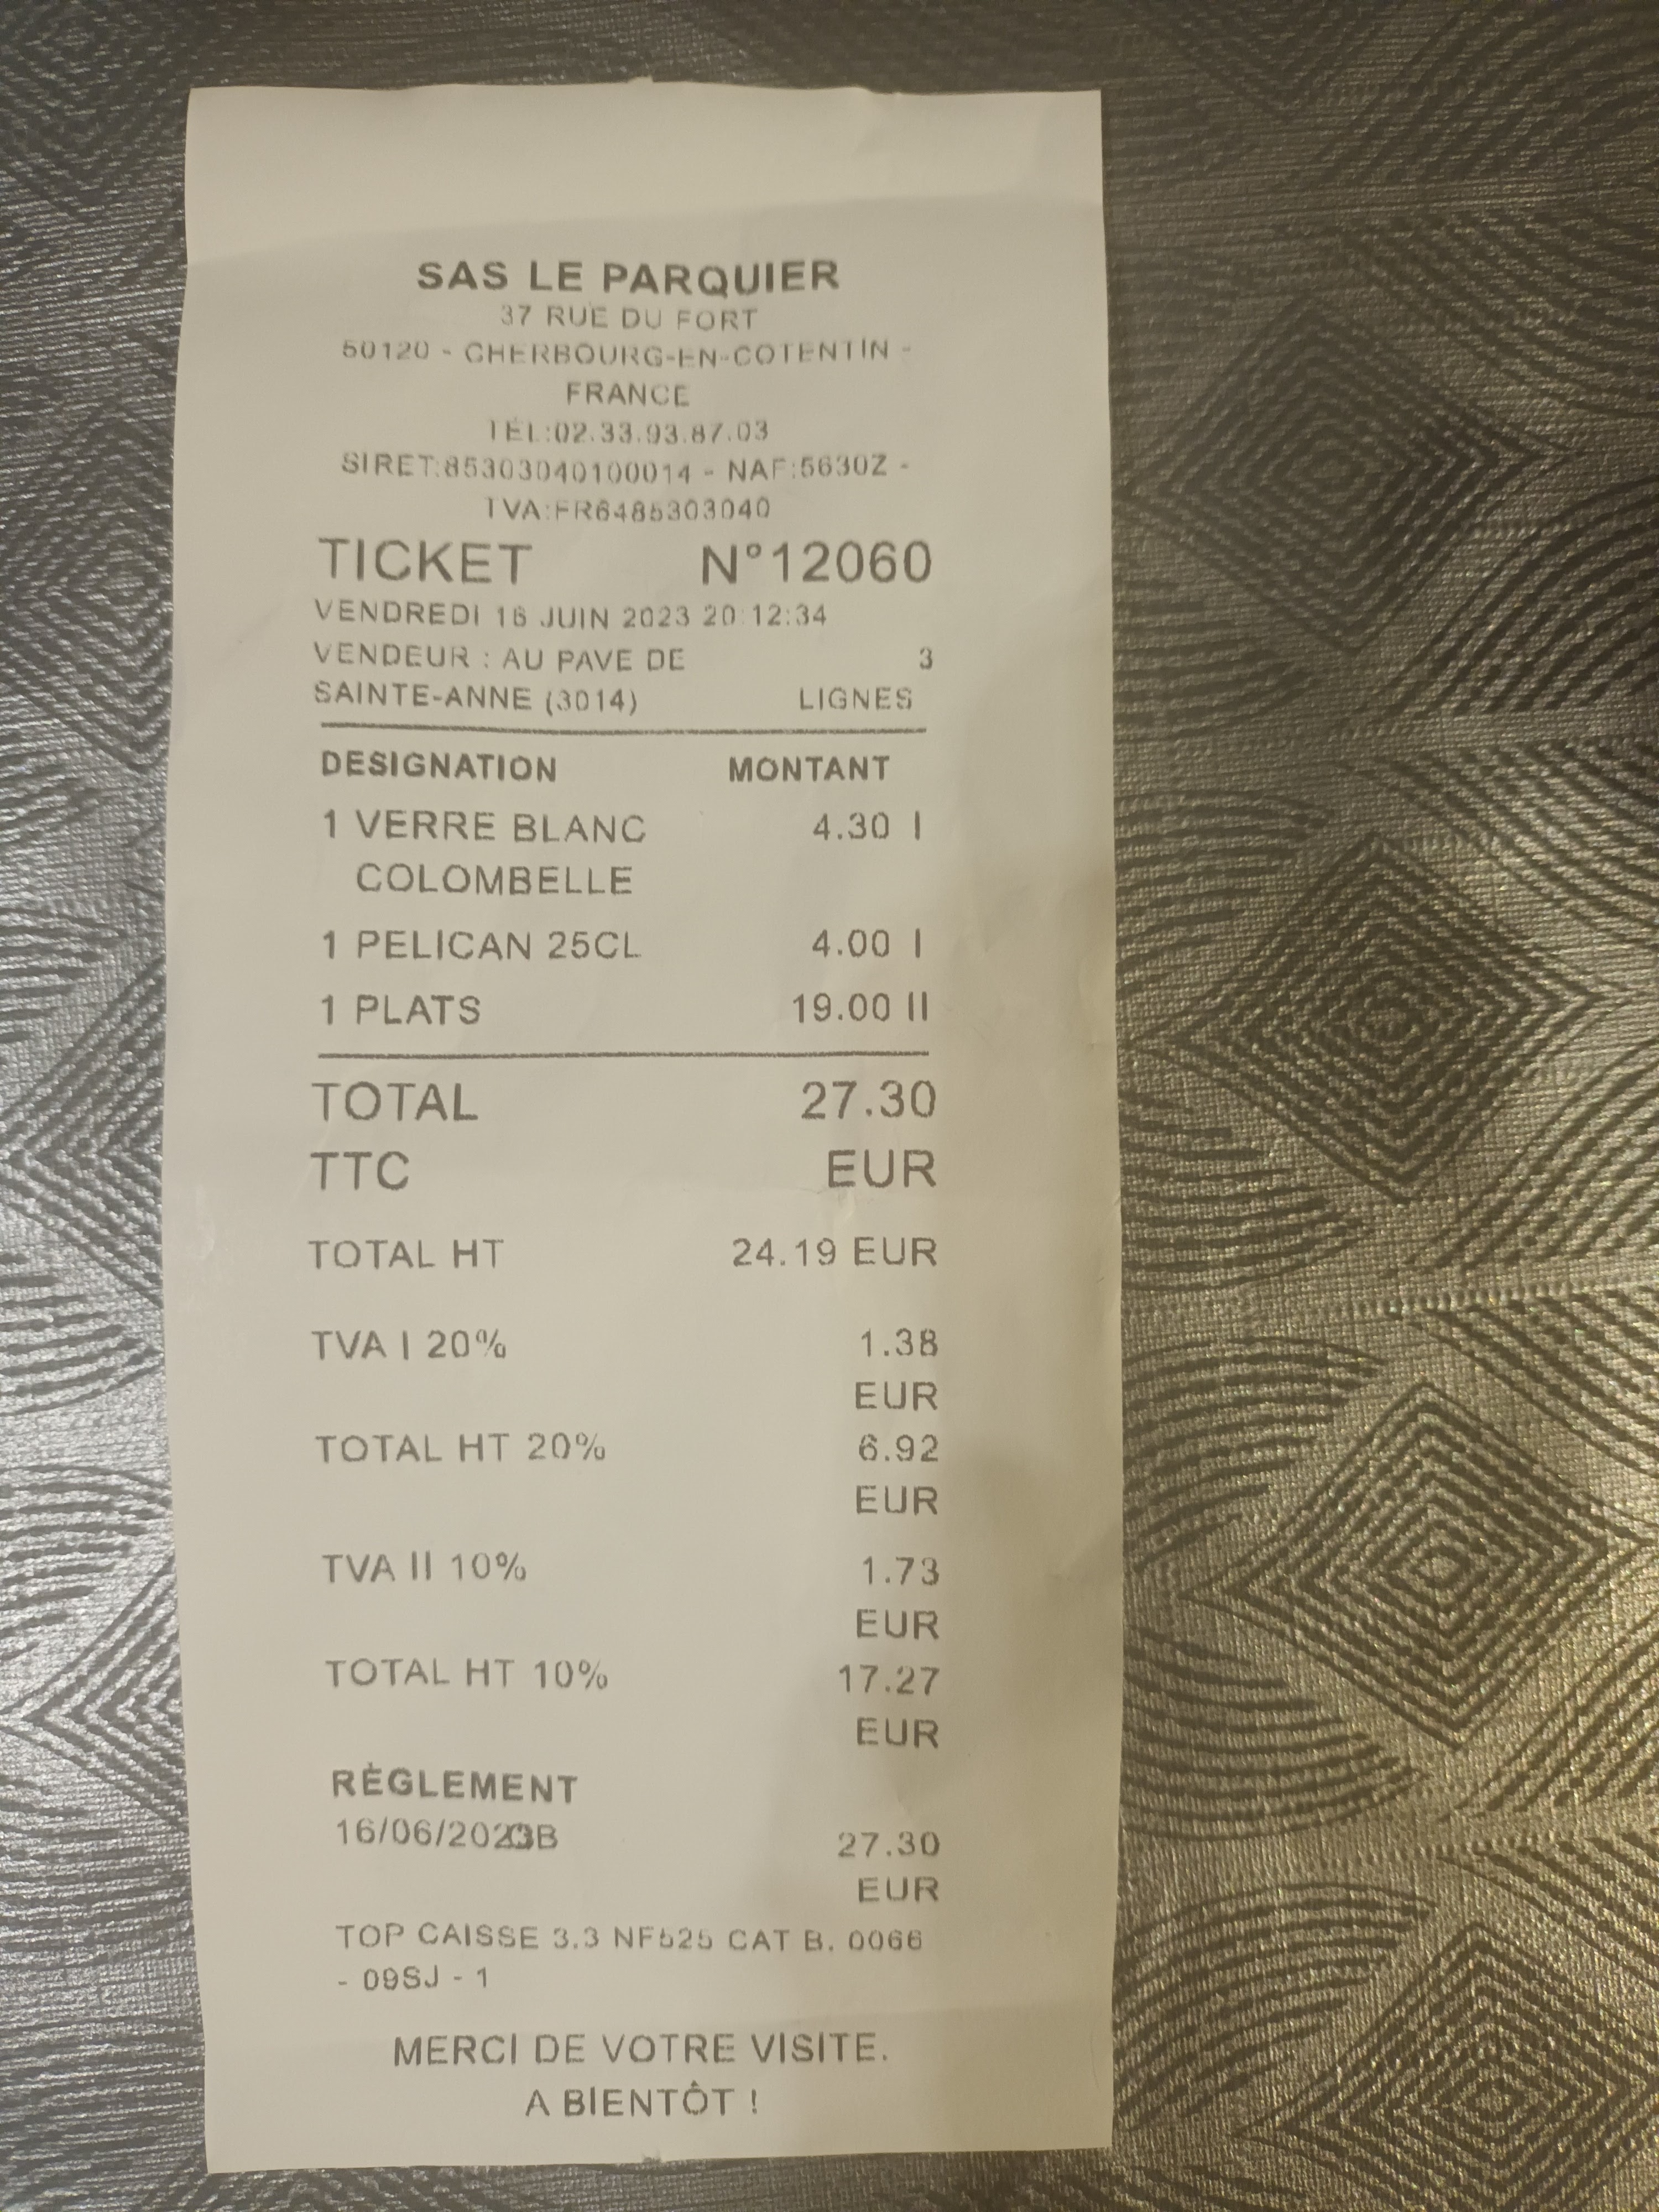 SAS LE PARQUIER
37 RUE DU FORT
50120 - CHERBOURG-EN-COTENTIN -
FRANCE
TÉL:02.33.93.87.03
SIRET:85303040100014 - NAF:5630Z -
TVA:FR6485303040
TICKET N°12060
VENDREDI 16 JUIN 2023 20:12:34
VENDEUR : AU PAVE DE 3
SAINTE-ANNE (3014) LIGNES
DESIGNATION MONTANT
1 VERRE BLANC 4.30 I
COLOMBELLE
1 PELICAN 25CL 4.00 I
1 PLATS 19.00 II
TOTAL 27.30
TTC EUR
TOTAL HT 24.19 EUR
TVA I 20% 1.38
EUR
TOTAL HT 20% 6.92
EUR
TVA II 10% 1.73
EUR
TOTAL HT 10% 17.27
EUR
RÈGLEMENT
16/06/2023CB 27.30
EUR
TOP CAISSE 3.3 NF525 CAT B. 0066
- 09SJ - 1
MERCI DE VOTRE VISITE.
A BIENTÔT !